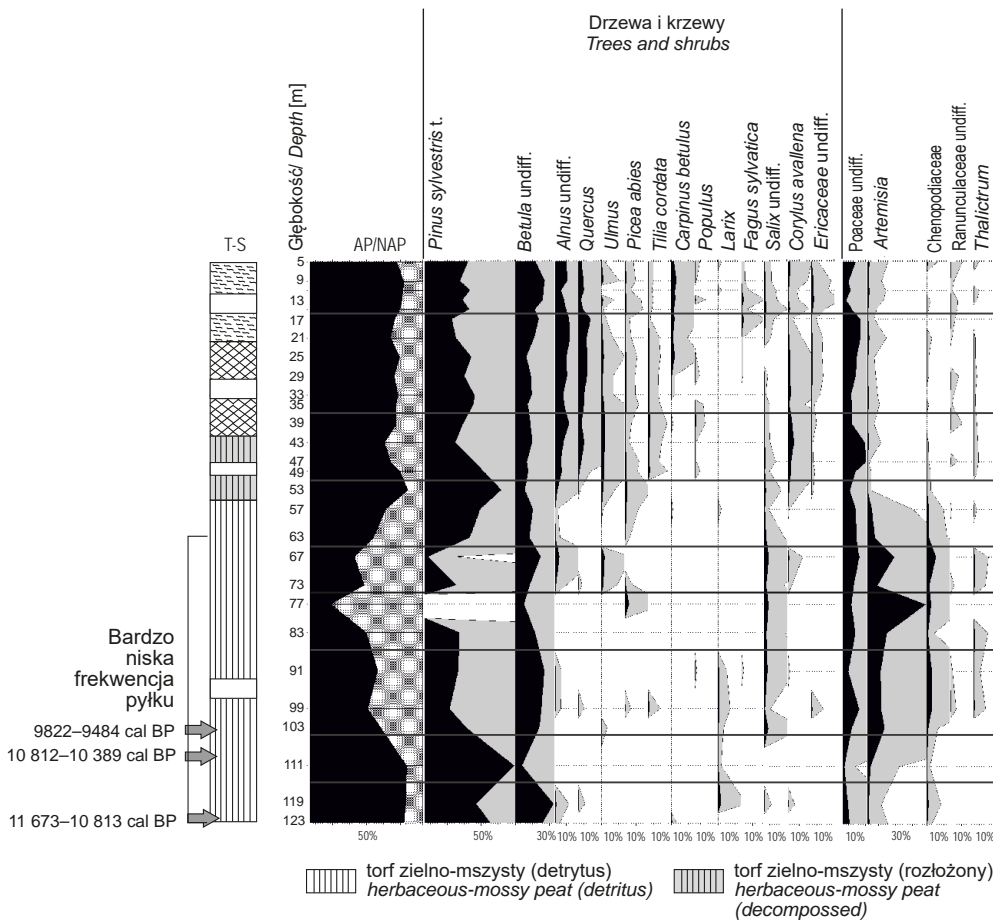 Drzewa i krzewy
Trees and shrubs
T-S
Głębokość/ Depth [m]
AP/NAP
Pinus sylvestris t.
Betula undiff.
Alnus undiff.
Quercus
Ulmus
Picea abies
Tilia cordata
Carpinus betulus
Populus
Larix
Fagus sylvatica
Salix undiff.
Corylus avallena
Ericaceae undiff.
Poaceae undiff.
Artemisia
Chenopodiaceae
Ranunculaceae undiff.
Thalictrum
5
9
13
17
21
25
29
33
35
39
43
47
49
53
57
63
67
73
77
83
91
99
103
111
119
123
Bardzo
niska
frekwencja
pyłku
9822–9484 cal BP
10 812–10 389 cal BP
11 673–10 813 cal BP
50% 50% 30% 10% 10% 10% 10% 10% 10% 10% 10% 10% 10% 10% 10% 10% 30% 10% 10% 10%
torf zielno-mszysty (detrytus)
herbaceous-mossy peat (detritus)
torf zielno-mszysty (rozłożony)
herbaceous-mossy peat
(decompossed)